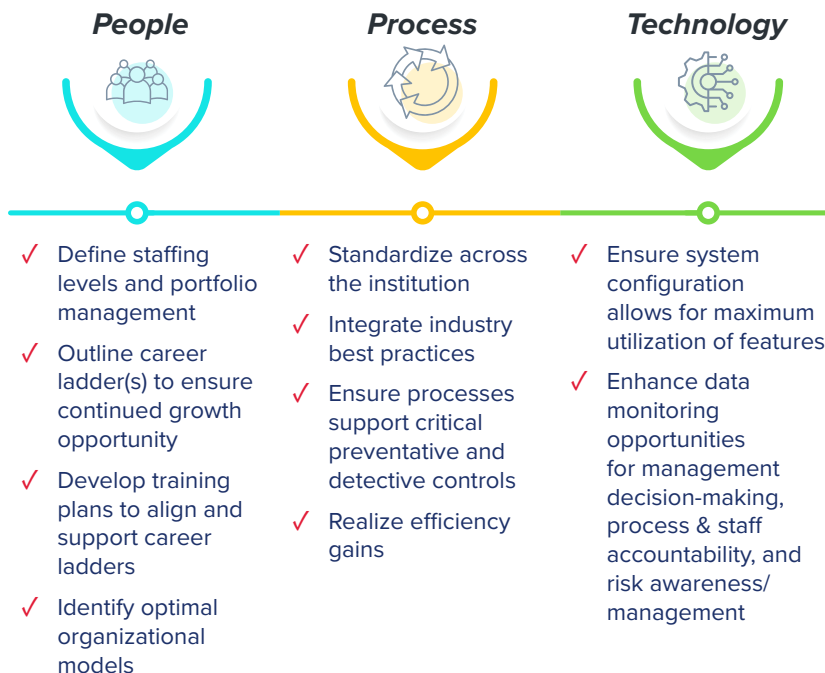 People
Process
Technology
✓ Define staffing
levels and portfolio
management
✓ Outline career
ladder(s) to ensure
continued growth
opportunity
✓ Develop training
plans to align and
support career
ladders
✓ Identify optimal
organizational
models
✓ Standardize across
the institution
✓ Integrate industry
best practices
✓ Ensure processes
support critical
preventative and
detective controls
✓ Realize efficiency
gains
✓ Ensure system
configuration
allows for maximum
utilization of features
✓ Enhance data
monitoring
opportunities
for management
decision-making,
process & staff
accountability, and
risk awareness/
management